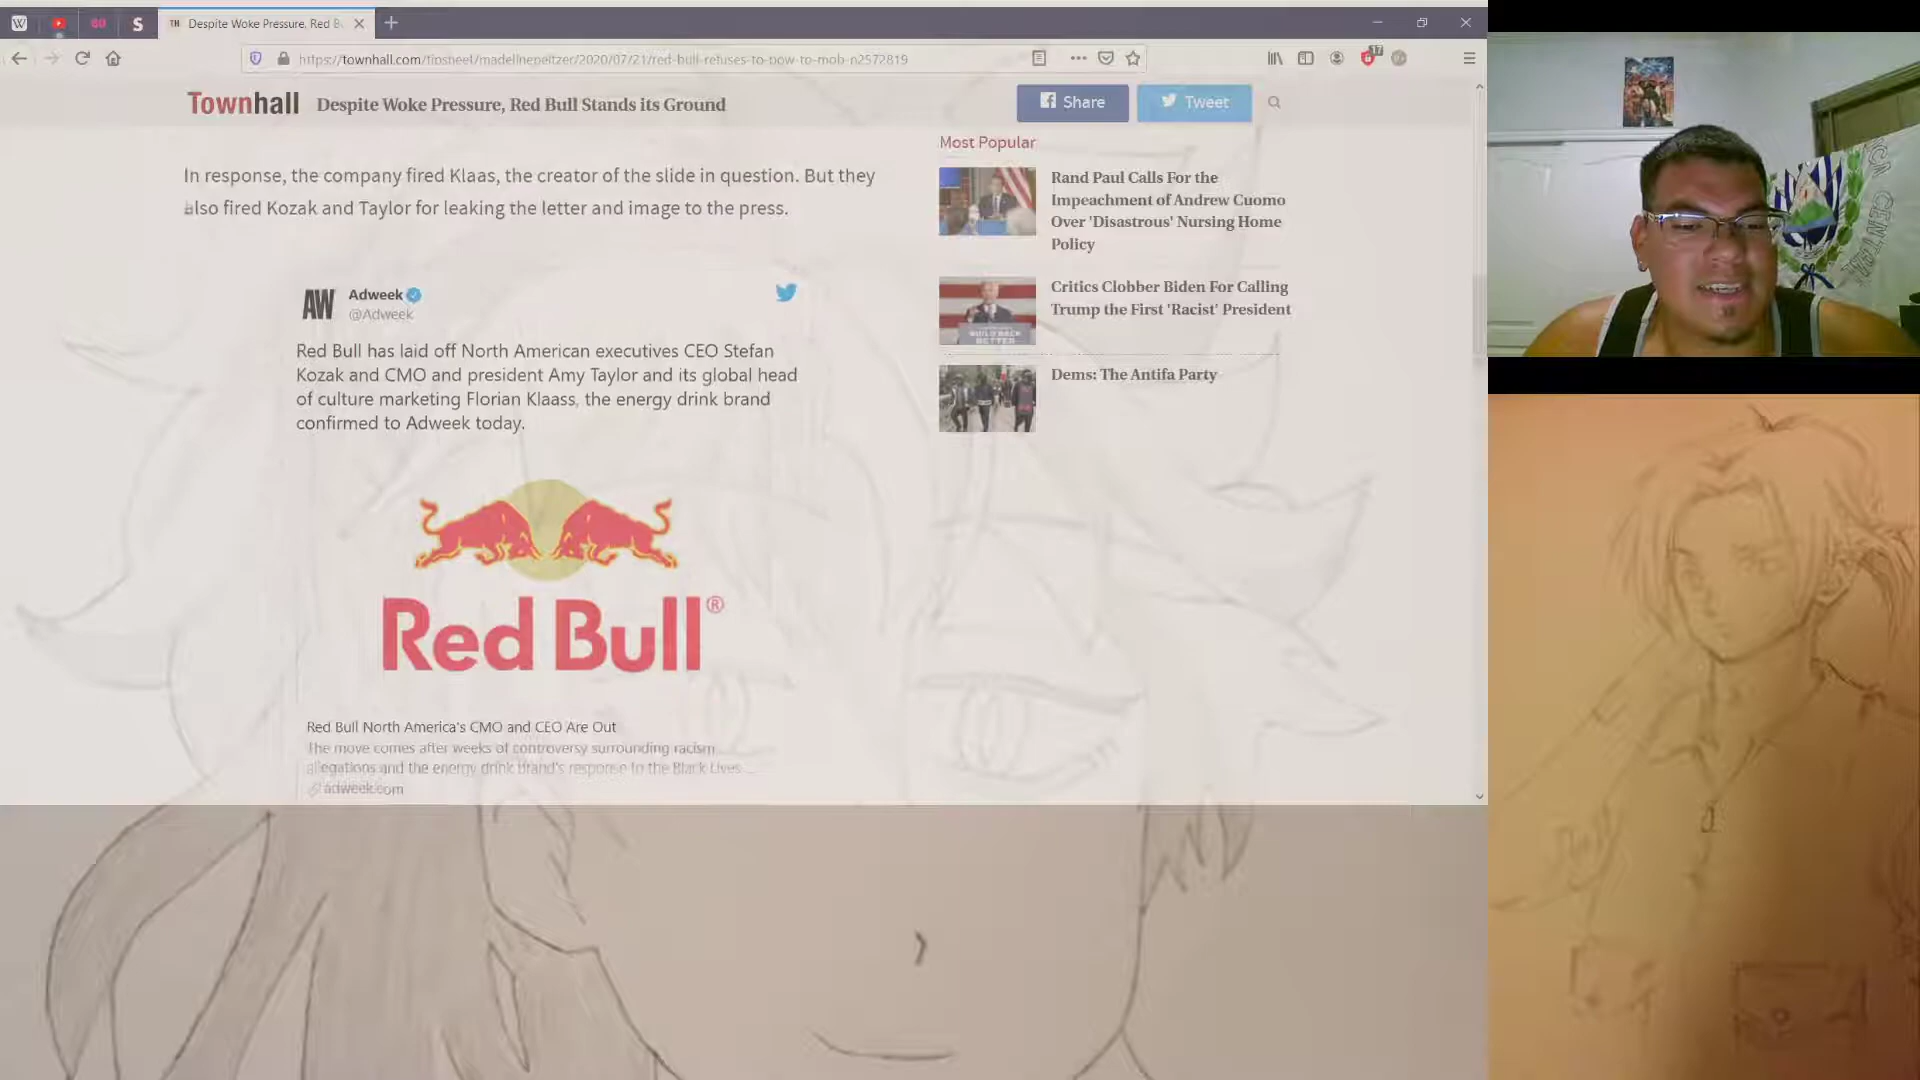 W
S
TH Despite Woke Pressure, Red B
https://townhall.com/tipsheet/madelinepeltzer/2020/07/21/red-bull-refuses-to-bow-to-mob-n2572819
17
Townhall Despite Woke Pressure, Red Bull Stands its Ground
Share
Tweet
In response, the company fired Klaas, the creator of the slide in question. But they
also fired Kozak and Taylor for leaking the letter and image to the press.
AW Adweek
@Adweek
Red Bull has laid off North American executives CEO Stefan
Kozak and CMO and president Amy Taylor and its global head
of culture marketing Florian Klaass, the energy drink brand
confirmed to Adweek today.
Red Bull®
Red Bull North America's CMO and CEO Are Out
The move comes after weeks of controversy surrounding racism
allegations and the energy drink brand's response to the Black Lives ...
adweek.com
Most Popular
Rand Paul Calls For the
Impeachment of Andrew Cuomo
Over 'Disastrous' Nursing Home
Policy
Critics Clobber Biden For Calling
Trump the First 'Racist' President
BUILD BACK
BETTER
Dems: The Antifa Party